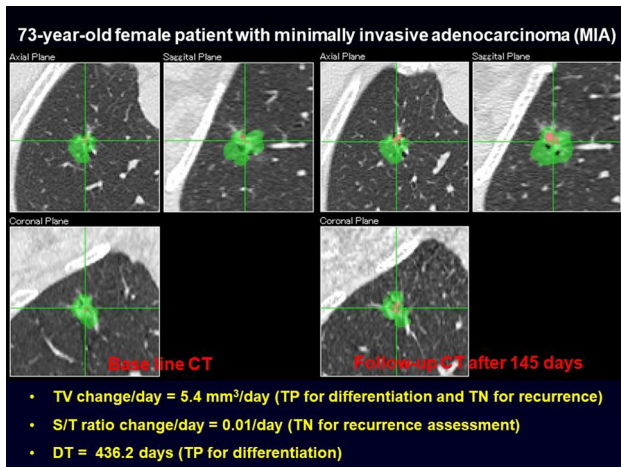 73-year-old female patient with minimally invasive adenocarcinoma (MIA)
Axial Plane
Saggital Plane
Axial Plane
Saggital Plane
Coronal Plane
Coronal Plane
Base line CT
Follow-up CT after 145 days
• TV change/day = 5.4 mm³/day (TP for differentiation and TN for recurrence)
• S/T ratio change/day = 0.01/day (TN for recurrence assessment)
• DT = 436.2 days (TP for differentiation)